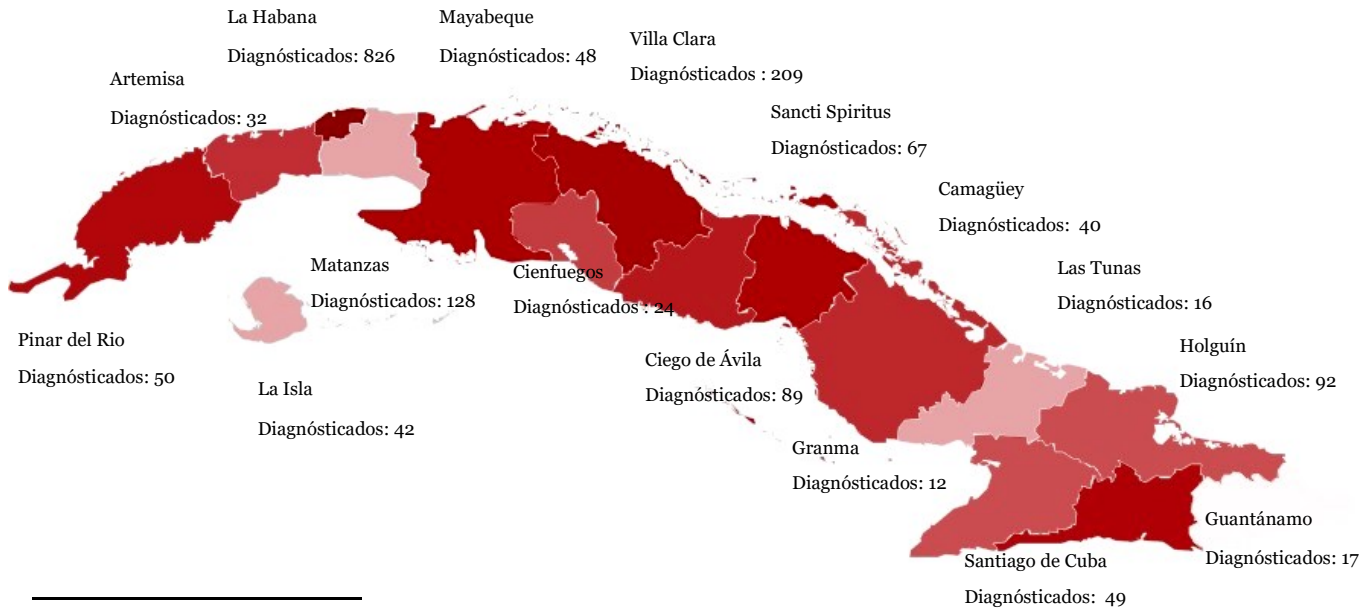 La Habana
Diagnósticados: 826
Mayabeque
Diagnósticados: 48
Villa Clara
Diagnósticados : 209
Artemisa
Diagnósticados: 32
Sancti Spiritus
Diagnósticados: 67
Camagüey
Diagnósticados: 40
Matanzas
Diagnósticados: 128
Cienfuegos
Diagnósticados : 24
Las Tunas
Diagnósticados: 16
Pinar del Rio
Diagnósticados: 50
La Isla
Diagnósticados: 42
Ciego de Ávila
Diagnósticados: 89
Holguín
Diagnósticados: 92
Granma
Diagnósticados: 12
Guantánamo
Diagnósticados: 17
Santiago de Cuba
Diagnósticados: 49